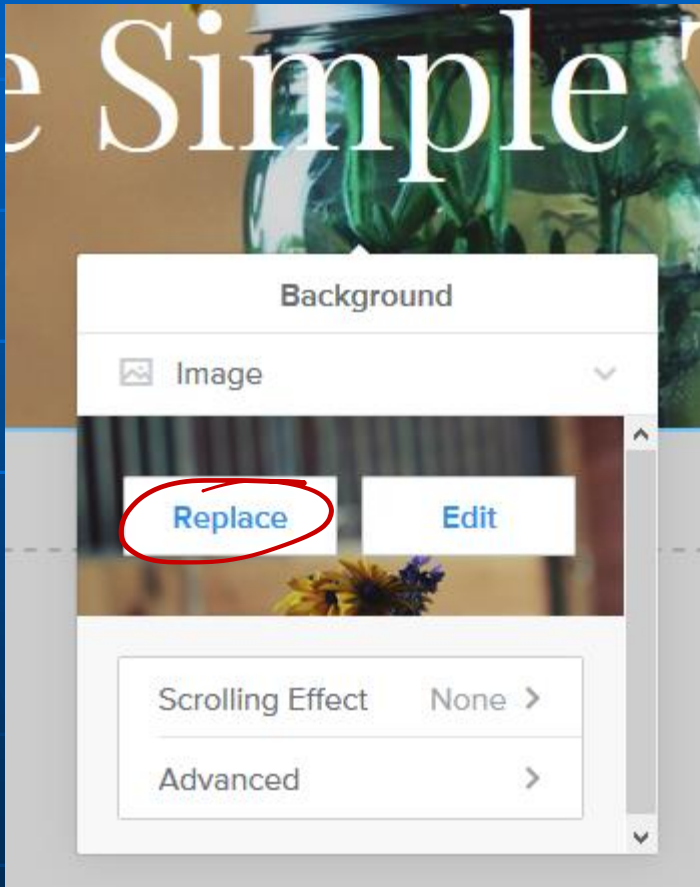 e Simple
Background
Image
Replace Edit
Scrolling Effect None
Advanced